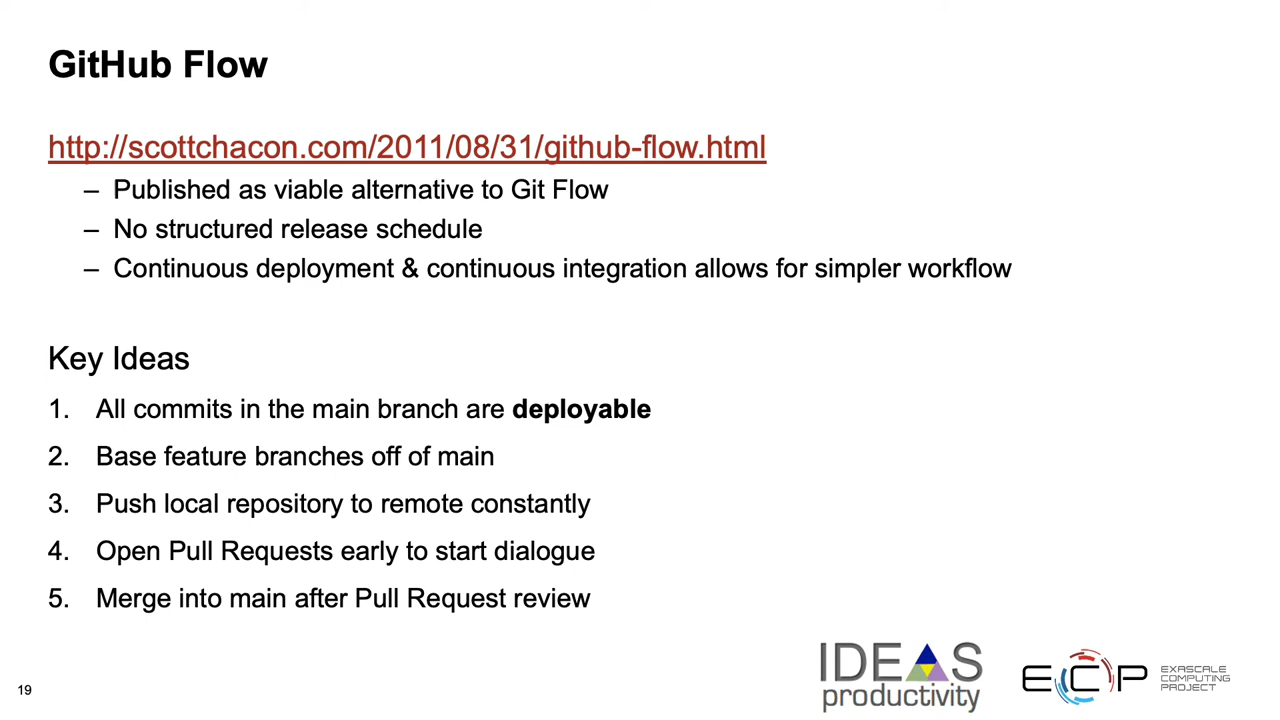 GitHub Flow
http://scottchacon.com/2011/08/31/github-flow.html
– Published as viable alternative to Git Flow
– No structured release schedule
– Continuous deployment & continuous integration allows for simpler workflow
Key Ideas
1. All commits in the main branch are deployable
2. Base feature branches off of main
3. Push local repository to remote constantly
4. Open Pull Requests early to start dialogue
5. Merge into main after Pull Request review
19
IDEAS
productivity
ECP
EXASCALE
COMPUTING
PROJECT